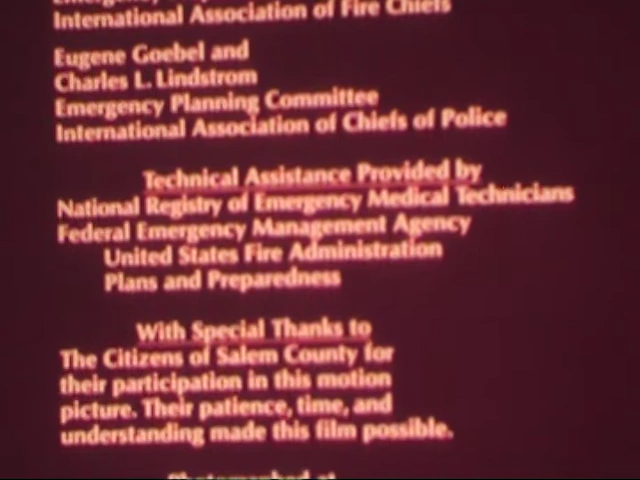 International Association of Fire Chiefs
Eugene Goebel and
Charles L. Lindstrom
Emergency Planning Committee
International Association of Chiefs of Police
Technical Assistance Provided by
National Registry of Emergency Medical Technicians
Federal Emergency Management Agency
United States Fire Administration
Plans and Preparedness
With Special Thanks to
The Citizens of Salem County for
their participation in this motion
picture. Their patience, time, and
understanding made this film possible.